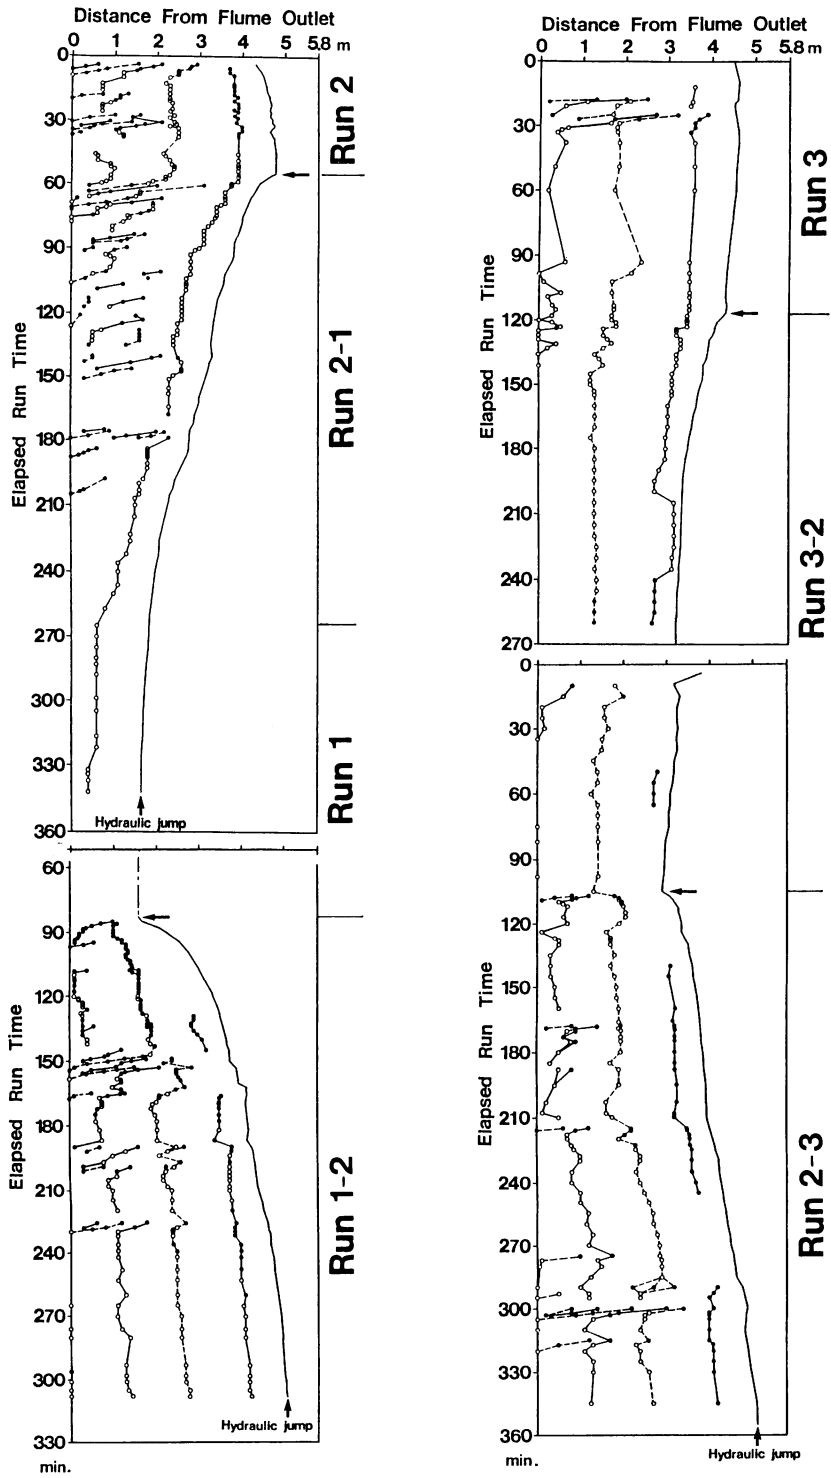 Distance From Flume Outlet
0 1 2 3 4 5 5.8 m
0
30
60
90
120
150
180
210
240
270
300
330
360
Elapsed Run Time
Run 2
Run 2-1
Run 1
Hydraulic jump
60
90
120
150
180
210
240
270
300
330
min.
Elapsed Run Time
Run 1-2
Hydraulic jump
Distance From Flume Outlet
0 1 2 3 4 5 5.8 m
0
30
60
90
120
150
180
210
240
270
Elapsed Run Time
Run 3
Run 3-2
0
30
60
90
120
150
180
210
240
270
300
330
360
min.
Elapsed Run Time
Run 2-3
Hydraulic jump